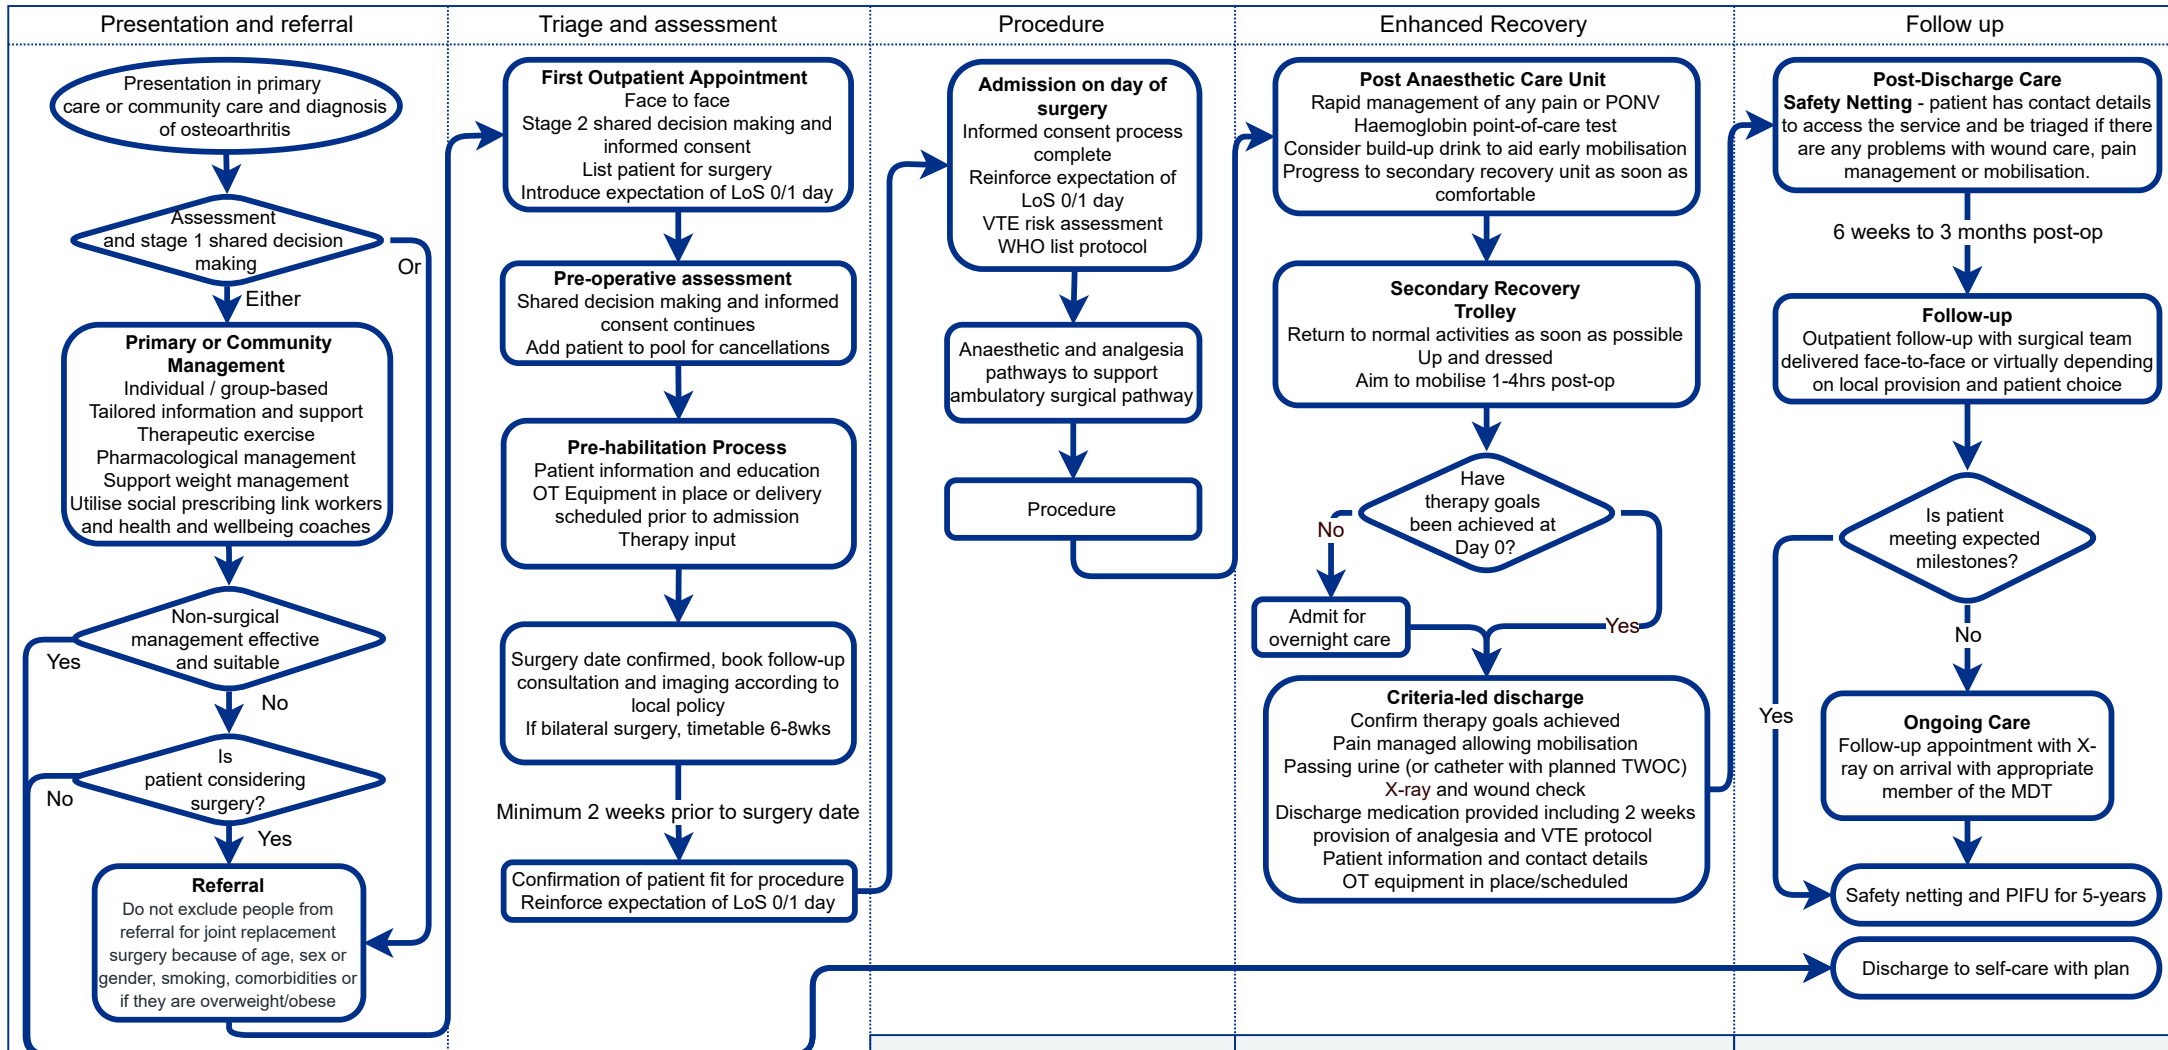 Presentation and referral
Triage and assessment
Procedure
Enhanced Recovery
Follow up
Presentation in primary
care or community care and diagnosis
of osteoarthritis
Assessment
and stage 1 shared decision
making
Or
Either
Primary or Community
Management
Individual / group-based
Tailored information and support
Therapeutic exercise
Pharmacological management
Support weight management
Utilise social prescribing link workers
and health and wellbeing coaches
Non-surgical
management effective
and suitable
Yes
No
Is
patient considering
surgery?
No
Yes
Referral
Do not exclude people from
referral for joint replacement
surgery because of age, sex or
gender, smoking, comorbidities or
if they are overweight/obese
First Outpatient Appointment
Face to face
Stage 2 shared decision making and
informed consent
List patient for surgery
Introduce expectation of LoS 0/1 day
Pre-operative assessment
Shared decision making and informed
consent continues
Add patient to pool for cancellations
Pre-habilitation Process
Patient information and education
OT Equipment in place or delivery
scheduled prior to admission
Therapy input
Surgery date confirmed, book follow-up
consultation and imaging according to
local policy
If bilateral surgery, timetable 6-8wks
Minimum 2 weeks prior to surgery date
Confirmation of patient fit for procedure
Reinforce expectation of LoS 0/1 day
Admission on day of
surgery
Informed consent process
complete
Reinforce expectation of
LoS 0/1 day
VTE risk assessment
WHO list protocol
Anaesthetic and analgesia
pathways to support
ambulatory surgical pathway
Procedure
Post Anaesthetic Care Unit
Rapid management of any pain or PONV
Haemoglobin point-of-care test
Consider build-up drink to aid early mobilisation
Progress to secondary recovery unit as soon as
comfortable
Secondary Recovery
Trolley
Return to normal activities as soon as possible
Up and dressed
Aim to mobilise 1-4hrs post-op
Have
therapy goals
been achieved at
Day 0?
No
Yes
Admit for
overnight care
Criteria-led discharge
Confirm therapy goals achieved
Pain managed allowing mobilisation
Passing urine (or catheter with planned TWOC)
X-ray and wound check
Discharge medication provided including 2 weeks
provision of analgesia and VTE protocol
Patient information and contact details
OT equipment in place/scheduled
Post-Discharge Care
Safety Netting - patient has contact details
to access the service and be triaged if there
are any problems with wound care, pain
management or mobilisation.
6 weeks to 3 months post-op
Follow-up
Outpatient follow-up with surgical team
delivered face-to-face or virtually depending
on local provision and patient choice
Is patient
meeting expected
milestones?
No
Yes
Ongoing Care
Follow-up appointment with X-
ray on arrival with appropriate
member of the MDT
Safety netting and PIFU for 5-years
Discharge to self-care with plan